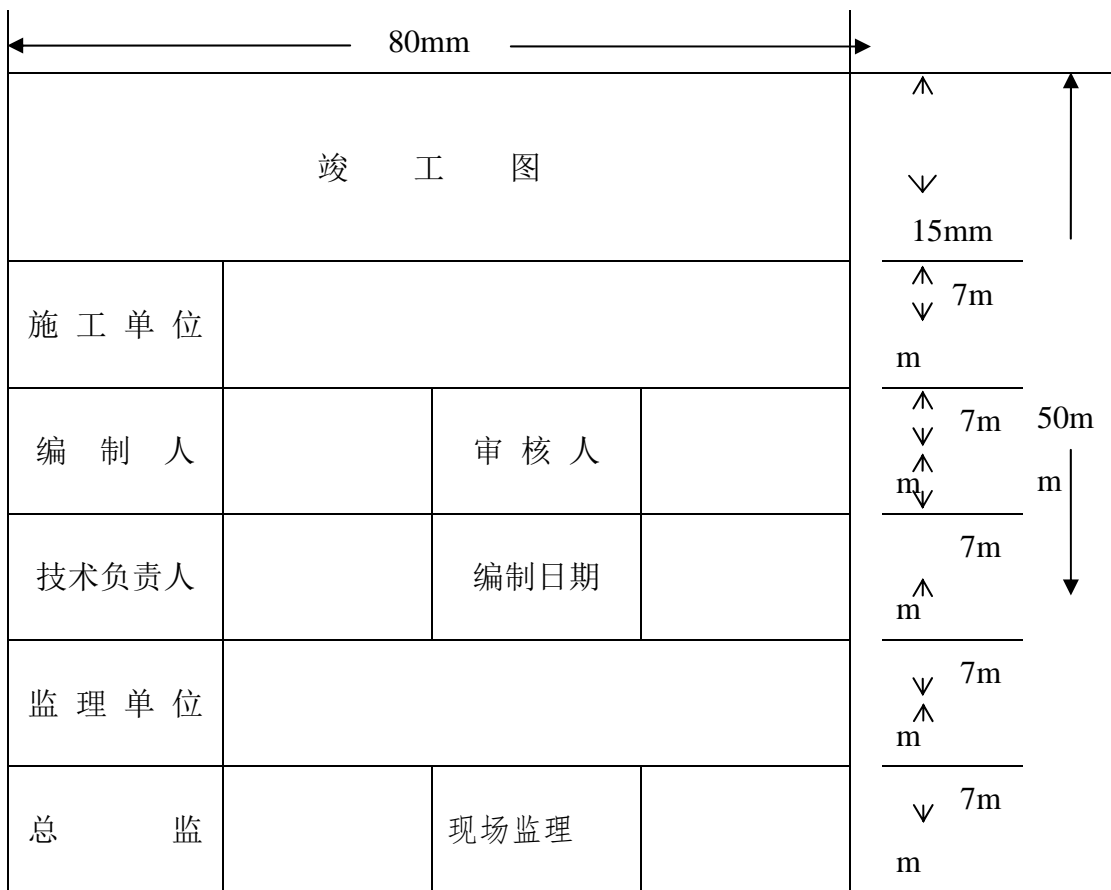 80mm
竣 工 图
15mm
施工单位
7m
m
编 制 人
审核人
7m
m
50m
m
技术负责人
编制日期
7m
m
监理单位
7m
m
总 监
现场监理
7m
m